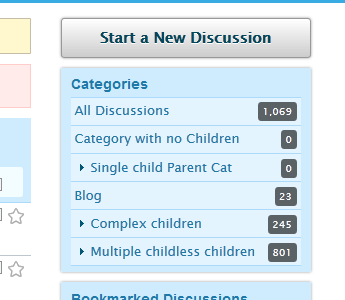 Start a New Discussion
Categories
All Discussions 1,069
Category with no Children 0
Single child Parent Cat 0
Blog 23
Complex children 245
Multiple childless children 801
Bookmarked Discussions